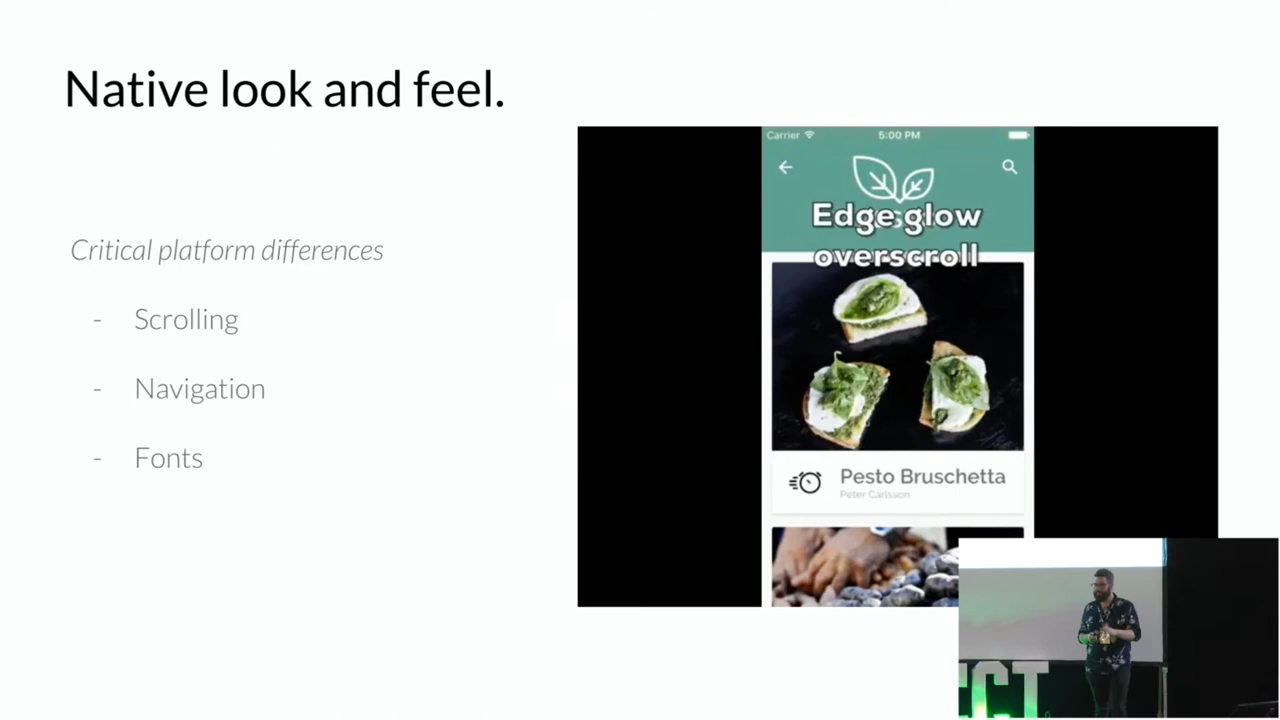 Native look and feel.
Critical platform differences
- Scrolling
- Navigation
- Fonts
Carrier
5:00 PM
Edge glow
overscroll
Pesto Bruschetta
Peter Carlsson
ECT